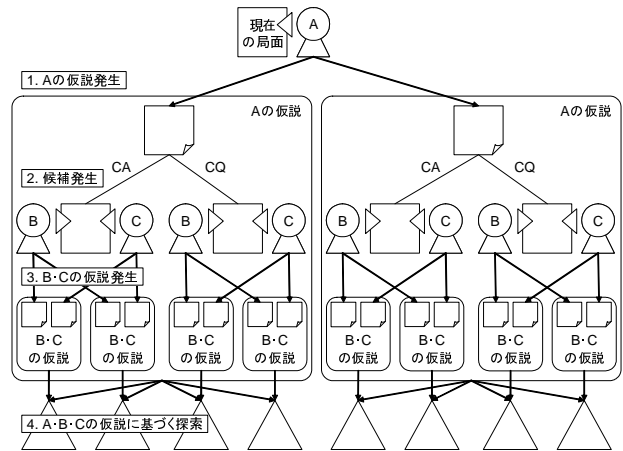 現在
の局面
A
1. Aの仮説発生
Aの仮説
Aの仮説
CA
CQ
CA
CQ
2. 候補発生
B
C
B
C
B
C
B
C
3. B・Cの仮説発生
B・C
の仮説
B・C
の仮説
B・C
の仮説
B・C
の仮説
B・C
の仮説
B・C
の仮説
B・C
の仮説
B・C
の仮説
4. A・B・Cの仮説に基づく探索